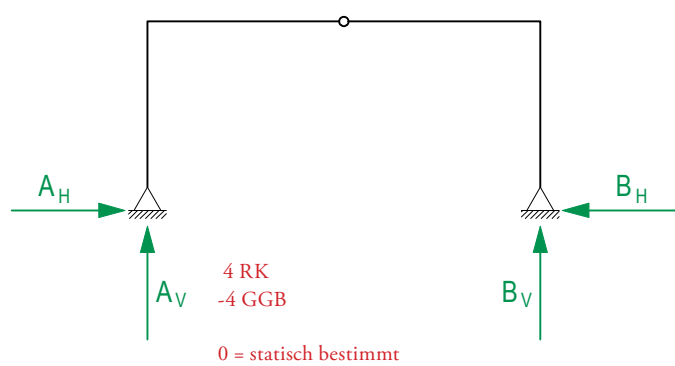 A_H
B_H
A_V
B_V
4 RK
-4 GGB
0 = statisch bestimmt